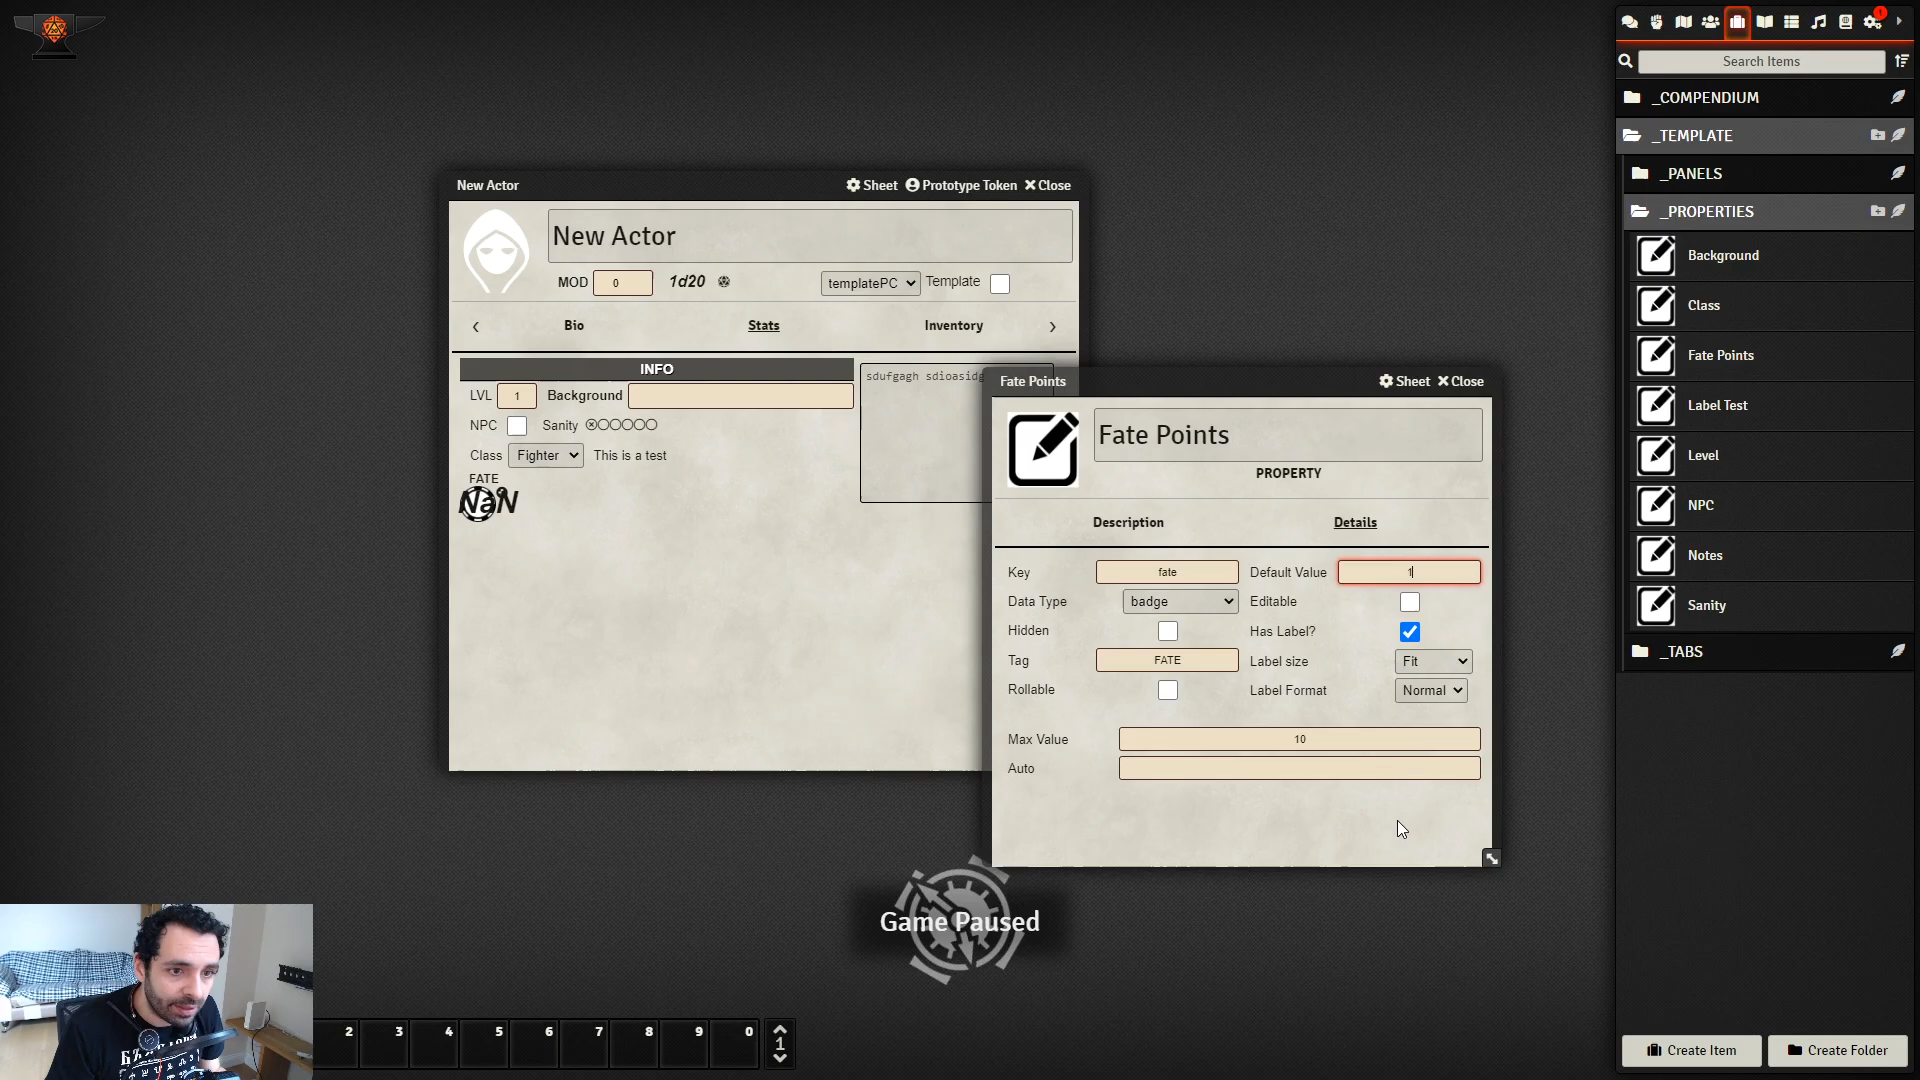 Search Items
_COMPENDIUM
_TEMPLATE
_PANELS
_PROPERTIES
Background
Class
Fate Points
Label Test
Level
NPC
Notes
Sanity
_TABS
Create Item
Create Folder
New Actor
Sheet
Prototype Token
Close
New Actor
MOD 0 1d20
templatePC
Template
Bio
Stats
Inventory
INFO
LVL 1 Background
NPC
Sanity
Class Fighter This is a test
FATE
NaN
sdufgagh sdioasidg
Fate Points
Sheet
Close
Fate Points
PROPERTY
Description
Details
Key fate Default Value 1
Data Type badge Editable
Hidden Has Label?
Tag FATE Label size Fit
Rollable Label Format Normal
Max Value 10
Auto
Game Paused
2 3 4 5 6 7 8 9 0
1